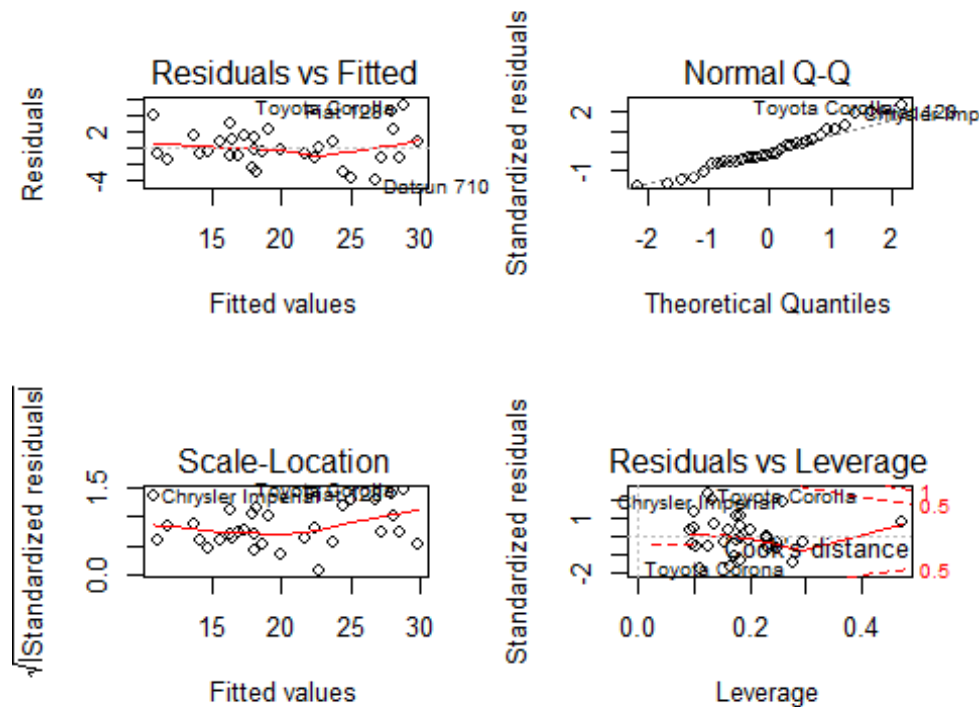 Residuals vs Fitted
Residuals
2
-4
Toyota Corolla
Fiat 128
Datsun 710
15 20 25 30
Fitted values
Normal Q-Q
Standardized residuals
2
-1
Toyota Corolla
-2 -1 0 1 2
Theoretical Quantiles
Scale-Location
√|Standardized residuals|
1.5
0.0
Chrysler Imperial
Toyota Corolla
Fiat 128
15 20 25 30
Fitted values
Residuals vs Leverage
Standardized residuals
1
-2
Chrysler Imperial
Toyota Corolla
Toyota Corona
Cook's distance
1
0.5
0.5
0.0 0.2 0.4
Leverage